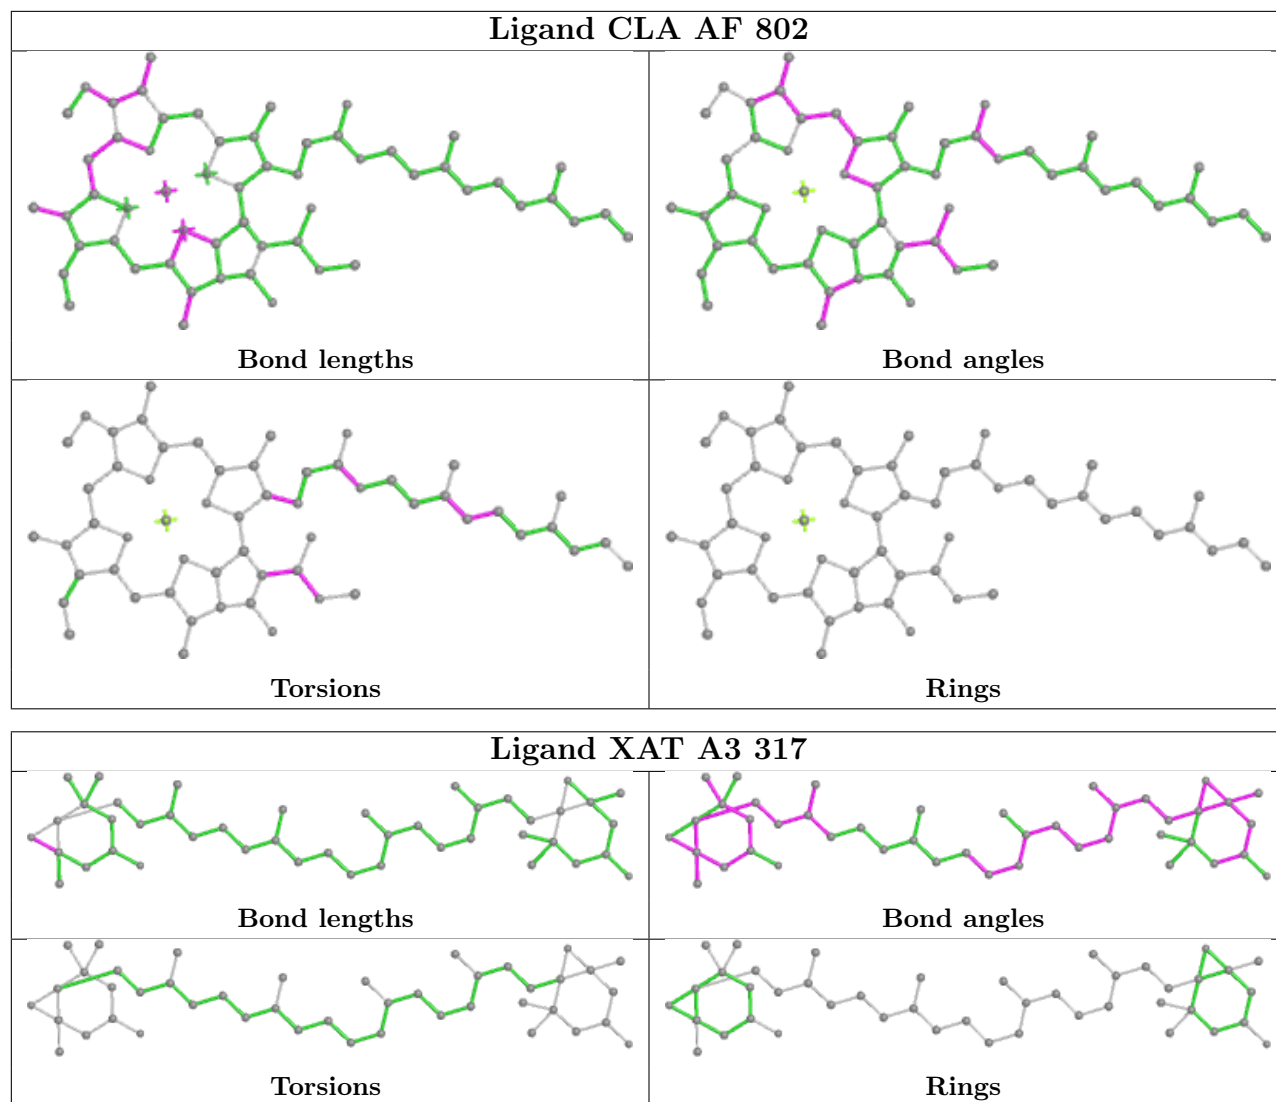 Ligand CLA AF 802
Bond lengths
Bond angles
Torsions
Rings
Ligand XAT A3 317
Bond lengths
Bond angles
Torsions
Rings